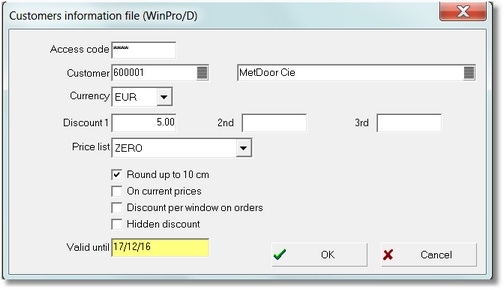 Customers information file (WinPro/D)
Access code ****
Customer 600001 MetDoor Cie
Currency EUR
Discount 1 5.00 2nd 3rd
Price list ZERO
Round up to 10 cm
On current prices
Discount per window on orders
Hidden discount
Valid until 17/12/16
OK Cancel